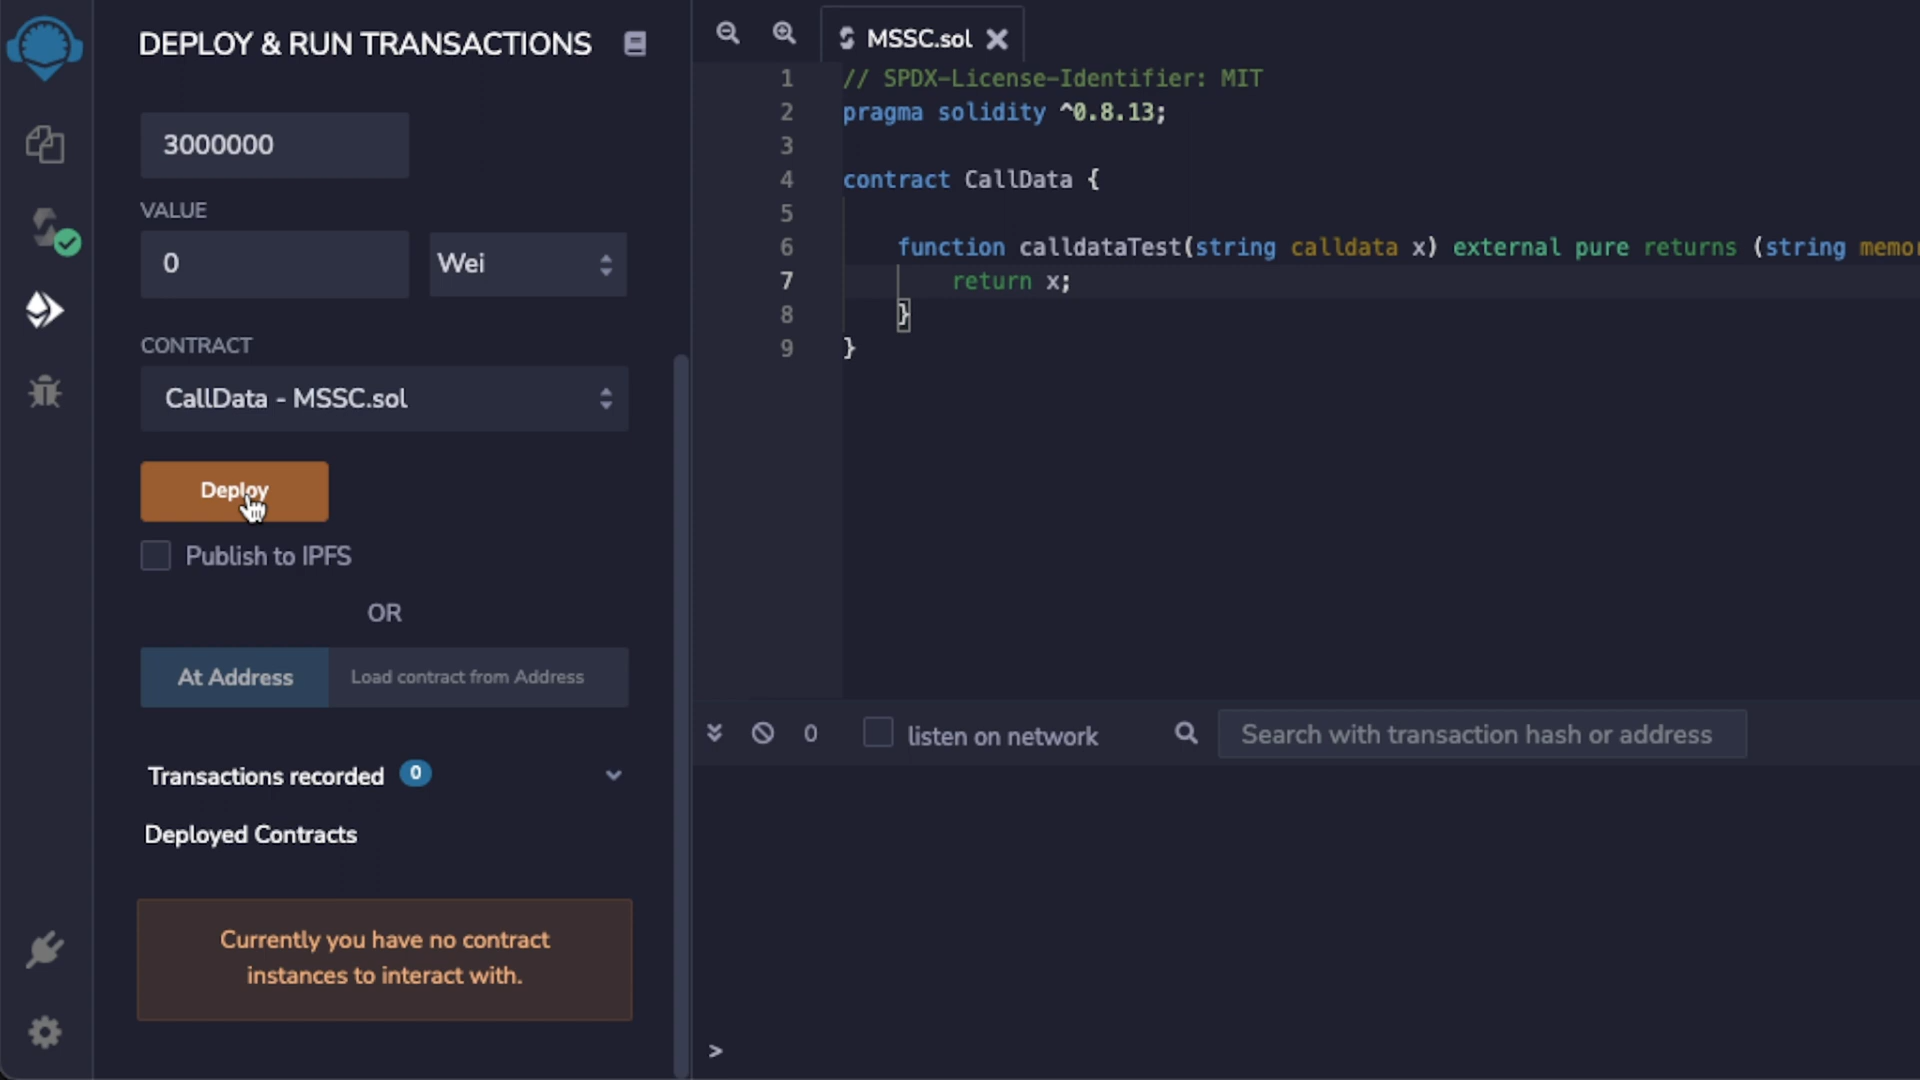 DEPLOY & RUN TRANSACTIONS
3000000
VALUE
0
Wei
CONTRACT
CallData - MSSC.sol
Deploy
Publish to IPFS
OR
At Address
Load contract from Address
Transactions recorded 0
Deployed Contracts
Currently you have no contract
instances to interact with.
MSSC.sol
1 // SPDX-License-Identifier: MIT
2 pragma solidity ^0.8.13;
3
4 contract CallData {
5
6 function calldataTest(string calldata x) external pure returns (string memor
7 return x;
8 }
9 }
0
listen on network
Search with transaction hash or address
>